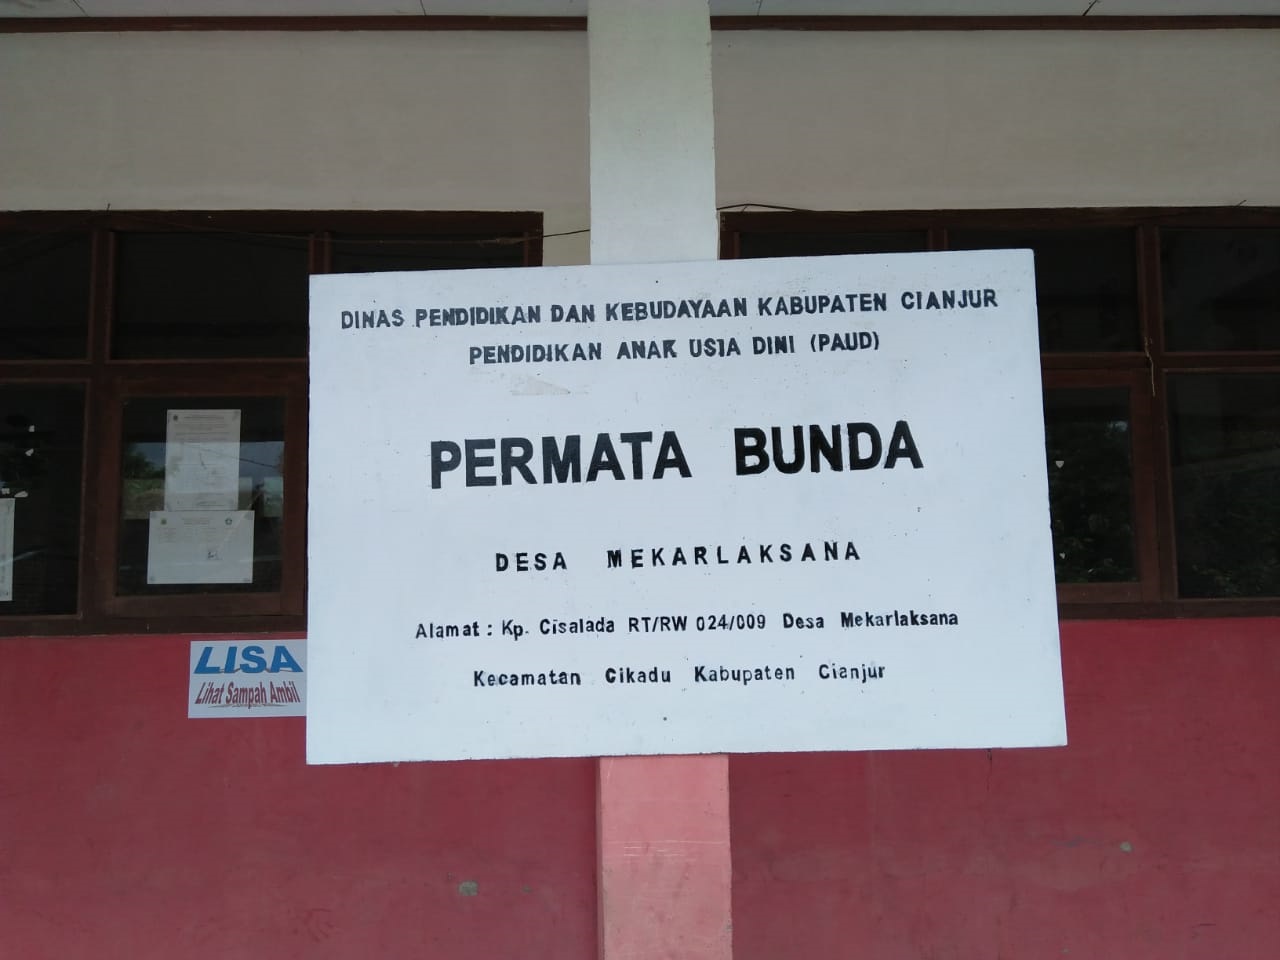 DINAS PENDIDIKAN DAN KEBUDAYAAN KABUPATEN CIANJUR
PENDIDIKAN ANAK USIA DINI (PAUD)
PERMATA BUNDA
DESA MEKARLAKSANA
Alamat : Kp. Cisalada RT/RW 024/009 Desa Mekarlaksana
Kecamatan Cikadu Kabupaten Cianjur
LISA
Lihat Sampah Ambil